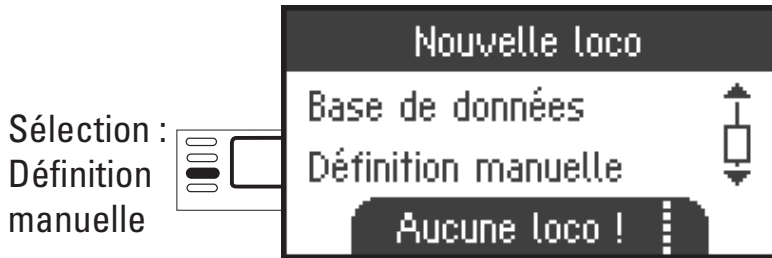 Sélection :
Définition
manuelle
Nouvelle loco
Base de données
Définition manuelle
Aucune loco !